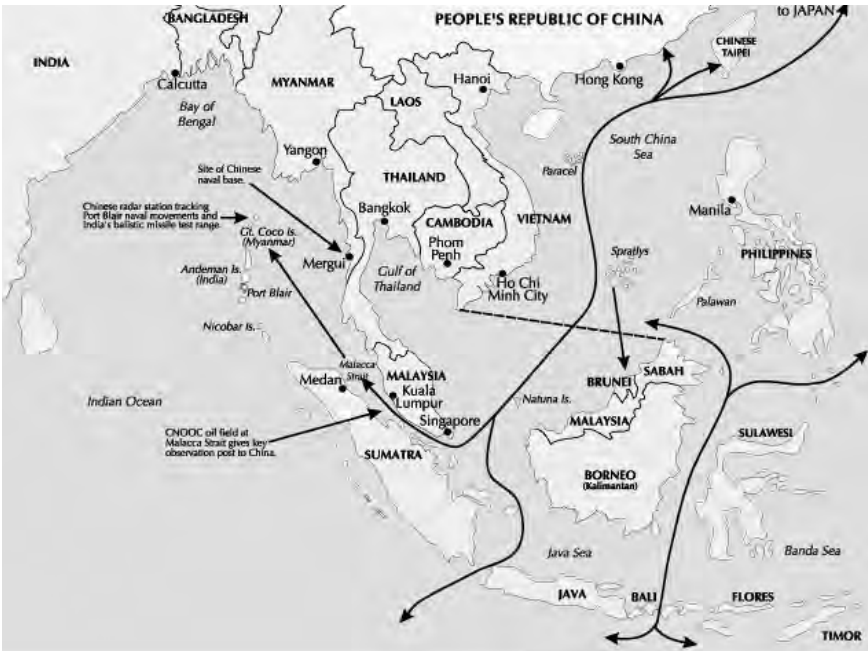 to JAPAN
BANGLADESH
PEOPLE'S REPUBLIC OF CHINA
CHINESE
TAIPEI
INDIA
Calcutta
MYANMAR
Hanoi
Hong Kong
Bay of
Bengal
LAOS
South China
Sea
Yangon
Site of Chinese
naval base.
THAILAND
Paracel
Chinese radar station tracking
Port Blair naval movements and
India's ballistic missile test range.
Bangkok
CAMBODIA
VIETNAM
Manila
Gt. Coco Is.
(Myanmar)
Phom
Penh
Mergui
Gulf of
Thailand
Spratlys
PHILIPPINES
Andeman Is.
(India)
Port Blair
Ho Chi
Minh City
Palawan
Nicobar Is.
Malacca
Strait
MALAYSIA
Medan
Kuala
Lumpur
BRUNEI
SABAH
Indian Ocean
Natuna Is.
Singapore
MALAYSIA
CNOOC oil field at
Malacca Strait gives key
observation post to China.
SUMATRA
SULAWESI
BORNEO
(Kalimantan)
Java Sea
Banda Sea
JAVA
BALI
FLORES
TIMOR